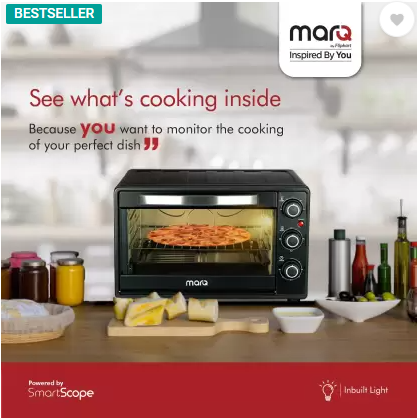 BESTSELLER
marQ
by Flipkart
Inspired By You
See what's cooking inside
Because you want to monitor the cooking
of your perfect dish ”
marQ
Powered by
SmartScope
Inbuilt Light